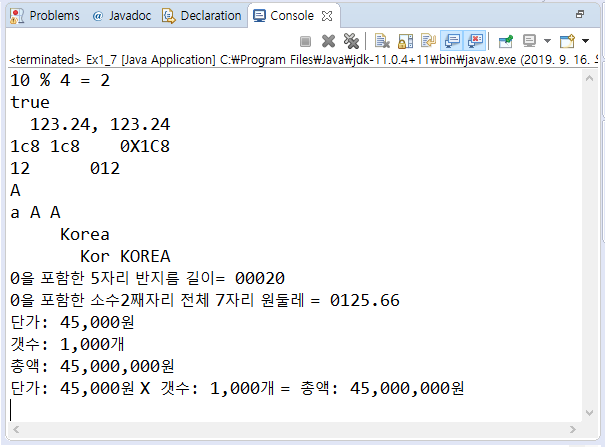 Problems @ Javadoc Declaration Console
<terminated> Ex1_7 [Java Application] C:₩Program Files₩Java₩jdk-11.0.4+11₩bin₩javaw.exe (2019. 9. 16.
10 % 4 = 2
true
  123.24, 123.24
1c8 1c8    0X1C8
12      012
A
a A A
     Korea
       Kor KOREA
0을 포함한 5자리 반지름 길이= 00020
0을 포함한 소수2째자리 전체 7자리 원둘레 = 0125.66
단가: 45,000원
갯수: 1,000개
총액: 45,000,000원
단가: 45,000원 X 갯수: 1,000개 = 총액: 45,000,000원